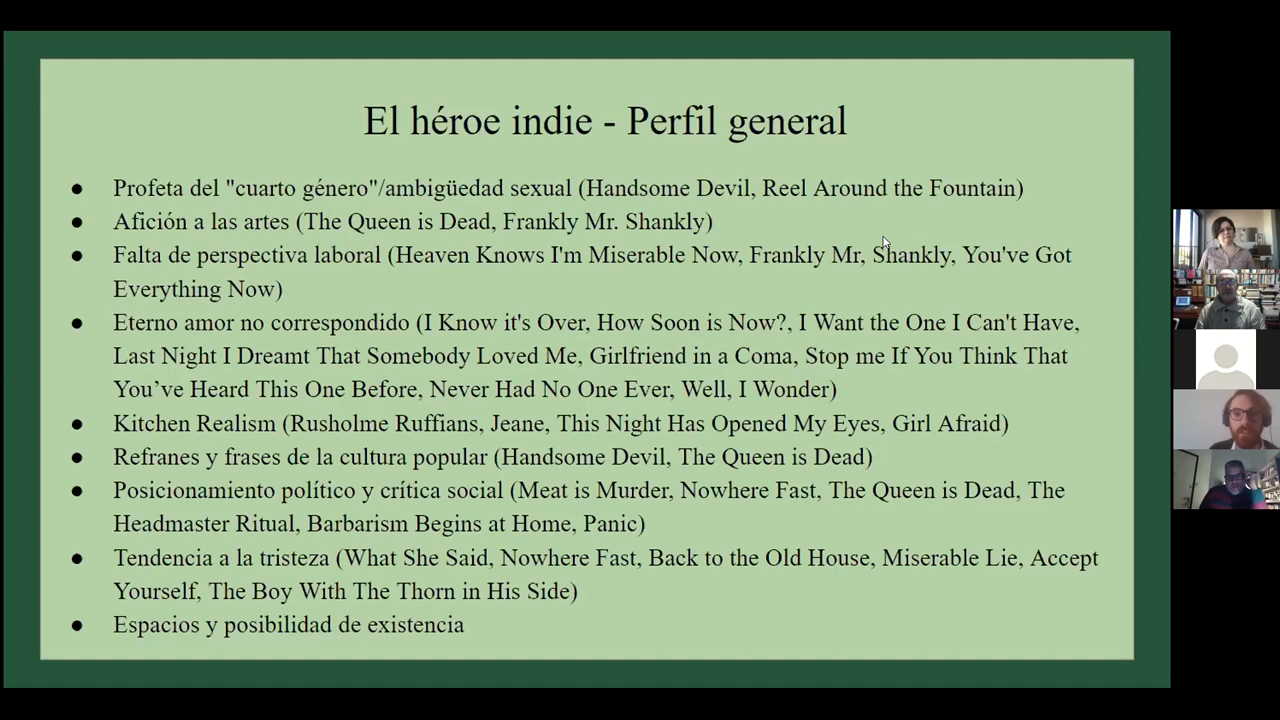 El héroe indie - Perfil general
● Profeta del "cuarto género"/ambigüedad sexual (Handsome Devil, Reel Around the Fountain)
● Afición a las artes (The Queen is Dead, Frankly Mr. Shankly)
● Falta de perspectiva laboral (Heaven Knows I'm Miserable Now, Frankly Mr, Shankly, You've Got
Everything Now)
● Eterno amor no correspondido (I Know it's Over, How Soon is Now?, I Want the One I Can't Have,
Last Night I Dreamt That Somebody Loved Me, Girlfriend in a Coma, Stop me If You Think That
You’ve Heard This One Before, Never Had No One Ever, Well, I Wonder)
● Kitchen Realism (Rusholme Ruffians, Jeane, This Night Has Opened My Eyes, Girl Afraid)
● Refranes y frases de la cultura popular (Handsome Devil, The Queen is Dead)
● Posicionamiento político y crítica social (Meat is Murder, Nowhere Fast, The Queen is Dead, The
Headmaster Ritual, Barbarism Begins at Home, Panic)
● Tendencia a la tristeza (What She Said, Nowhere Fast, Back to the Old House, Miserable Lie, Accept
Yourself, The Boy With The Thorn in His Side)
● Espacios y posibilidad de existencia